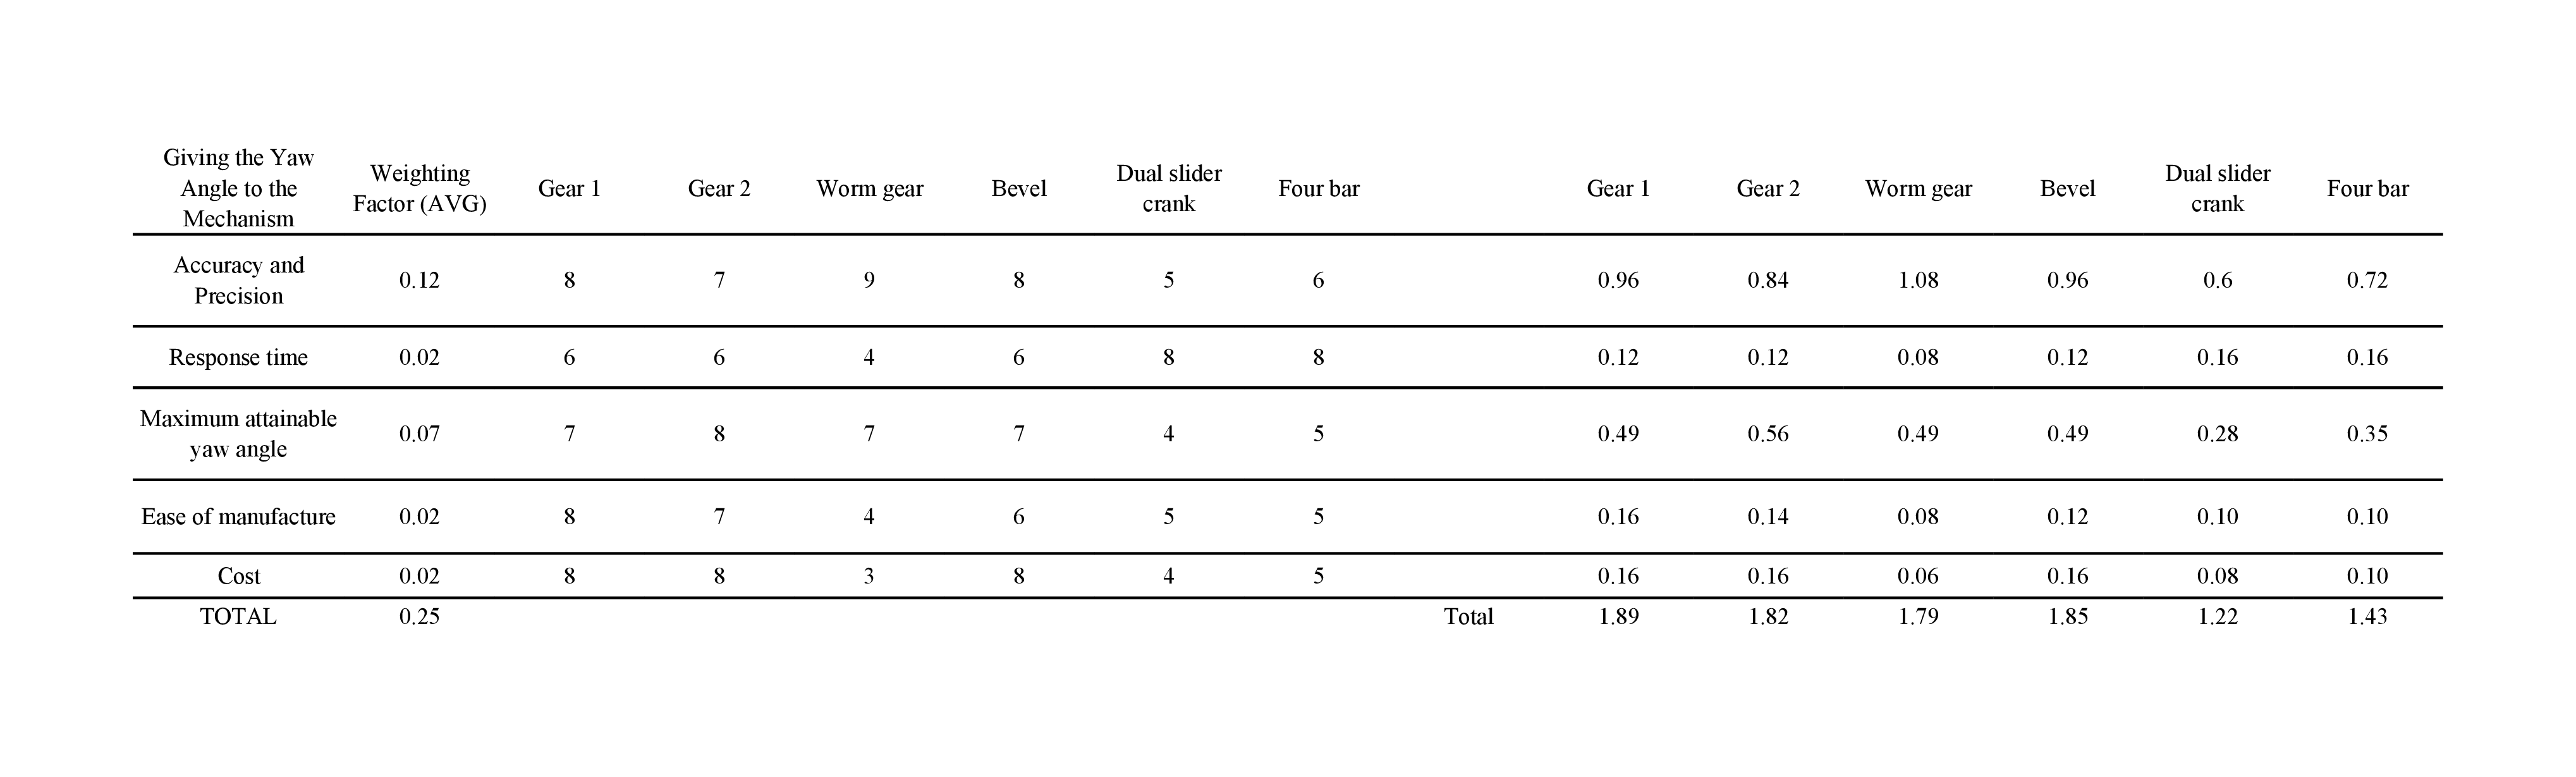 Giving the Yaw Angle to the Mechanism Weighting Factor (AVG) Gear 1 Gear 2 Worm gear Bevel Dual slider crank Four bar Gear 1 Gear 2 Worm gear Bevel Dual slider crank Four bar
Accuracy and Precision 0.12 8 7 9 8 5 6 0.96 0.84 1.08 0.96 0.6 0.72
Response time 0.02 6 6 4 6 8 8 0.12 0.12 0.08 0.12 0.16 0.16
Maximum attainable yaw angle 0.07 7 8 7 7 4 5 0.49 0.56 0.49 0.49 0.28 0.35
Ease of manufacture 0.02 8 7 4 6 5 5 0.16 0.14 0.08 0.12 0.10 0.10
Cost 0.02 8 8 3 8 4 5 0.16 0.16 0.06 0.16 0.08 0.10
TOTAL 0.25 Total 1.89 1.82 1.79 1.85 1.22 1.43